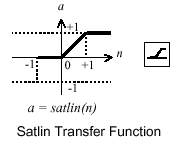 a
+1
n
-1
0
+1
-1
a = satlin(n)
Satlin Transfer Function